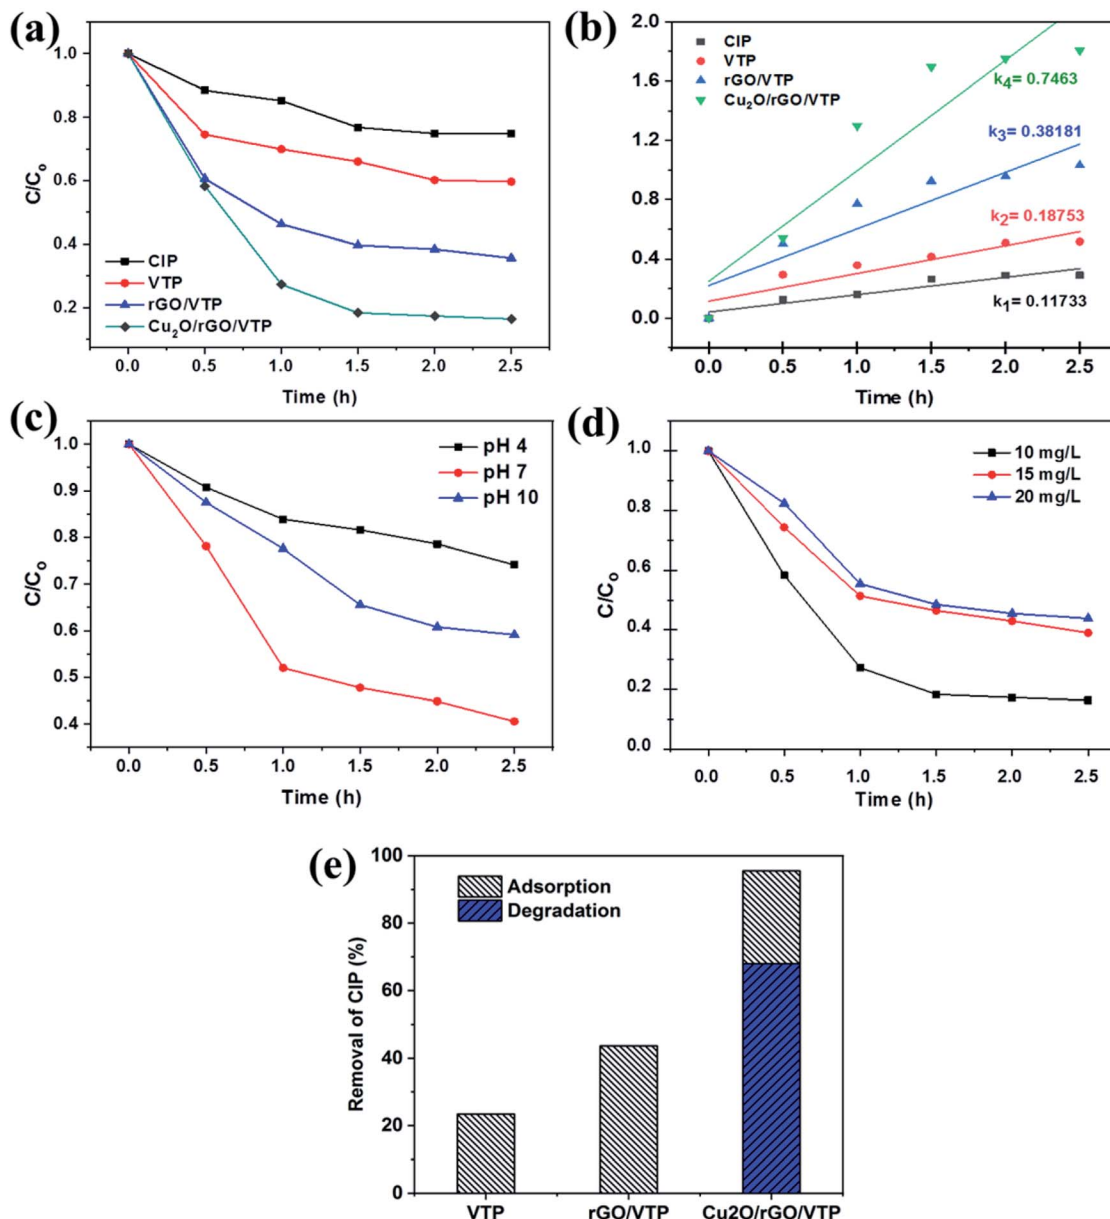 (a)
1.0
0.8
0.6
0.4
0.2
C/Co
CIP
VTP
rGO/VTP
Cu2O/rGO/VTP
0.0 0.5 1.0 1.5 2.0 2.5
Time (h)
(b)
2.0
1.6
1.2
0.8
0.4
0.0
CIP
VTP
rGO/VTP
Cu2O/rGO/VTP
k4= 0.7463
k3= 0.38181
k2= 0.18753
k1= 0.11733
0.0 0.5 1.0 1.5 2.0 2.5
Time (h)
(c)
1.0
0.9
0.8
0.7
0.6
0.5
0.4
C/Co
pH 4
pH 7
pH 10
0.0 0.5 1.0 1.5 2.0 2.5
Time (h)
(d)
1.0
0.8
0.6
0.4
0.2
0.0
C/Co
10 mg/L
15 mg/L
20 mg/L
0.0 0.5 1.0 1.5 2.0 2.5
Time (h)
(e)
100
80
60
40
20
0
Removal of CIP (%)
Adsorption
Degradation
VTP rGO/VTP Cu2O/rGO/VTP